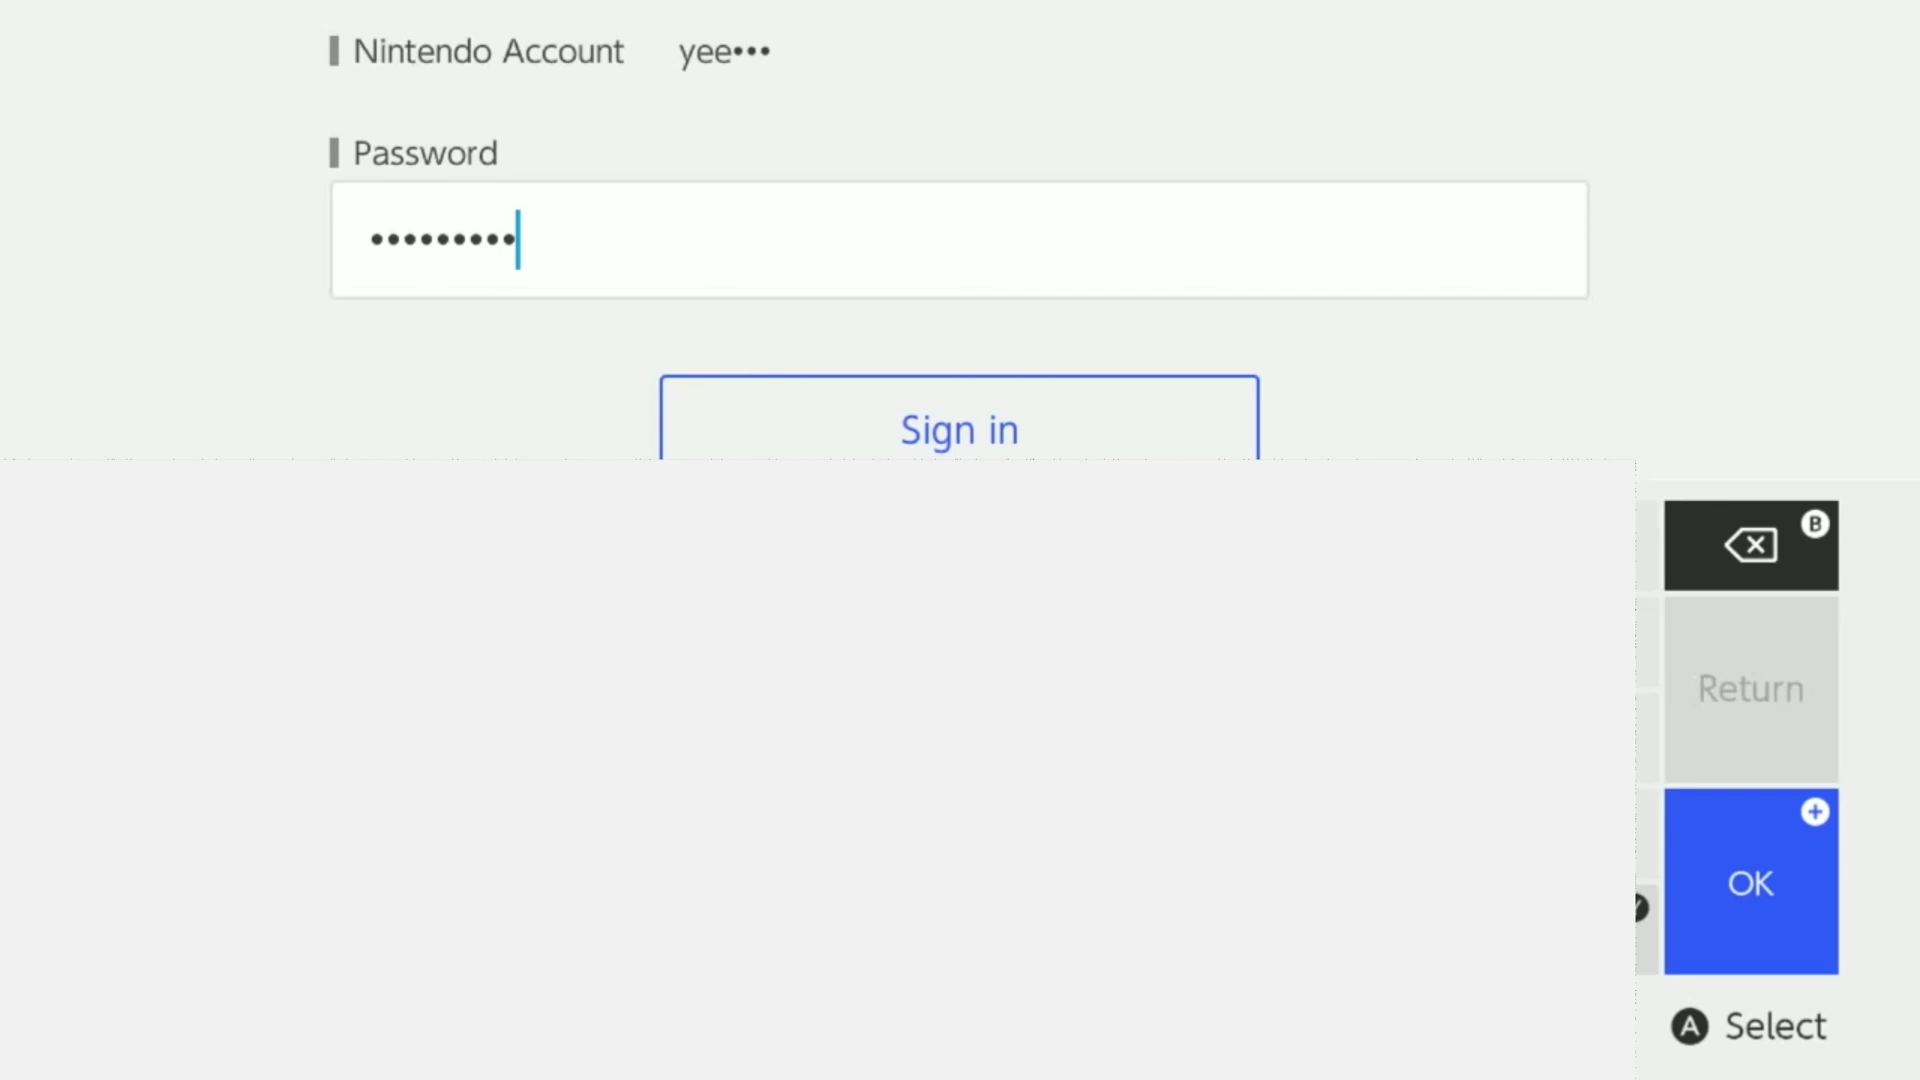 Nintendo Account yee•••
Password
•••••••••
Sign in
B
Return
+
OK
A Select